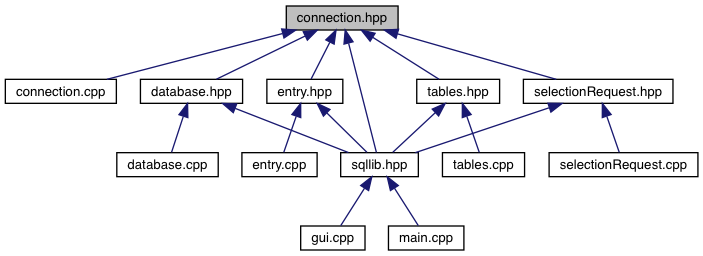 connection.hpp
connection.cpp
database.hpp
entry.hpp
tables.hpp
selectionRequest.hpp
database.cpp
entry.cpp
sqllib.hpp
tables.cpp
selectionRequest.cpp
gui.cpp
main.cpp